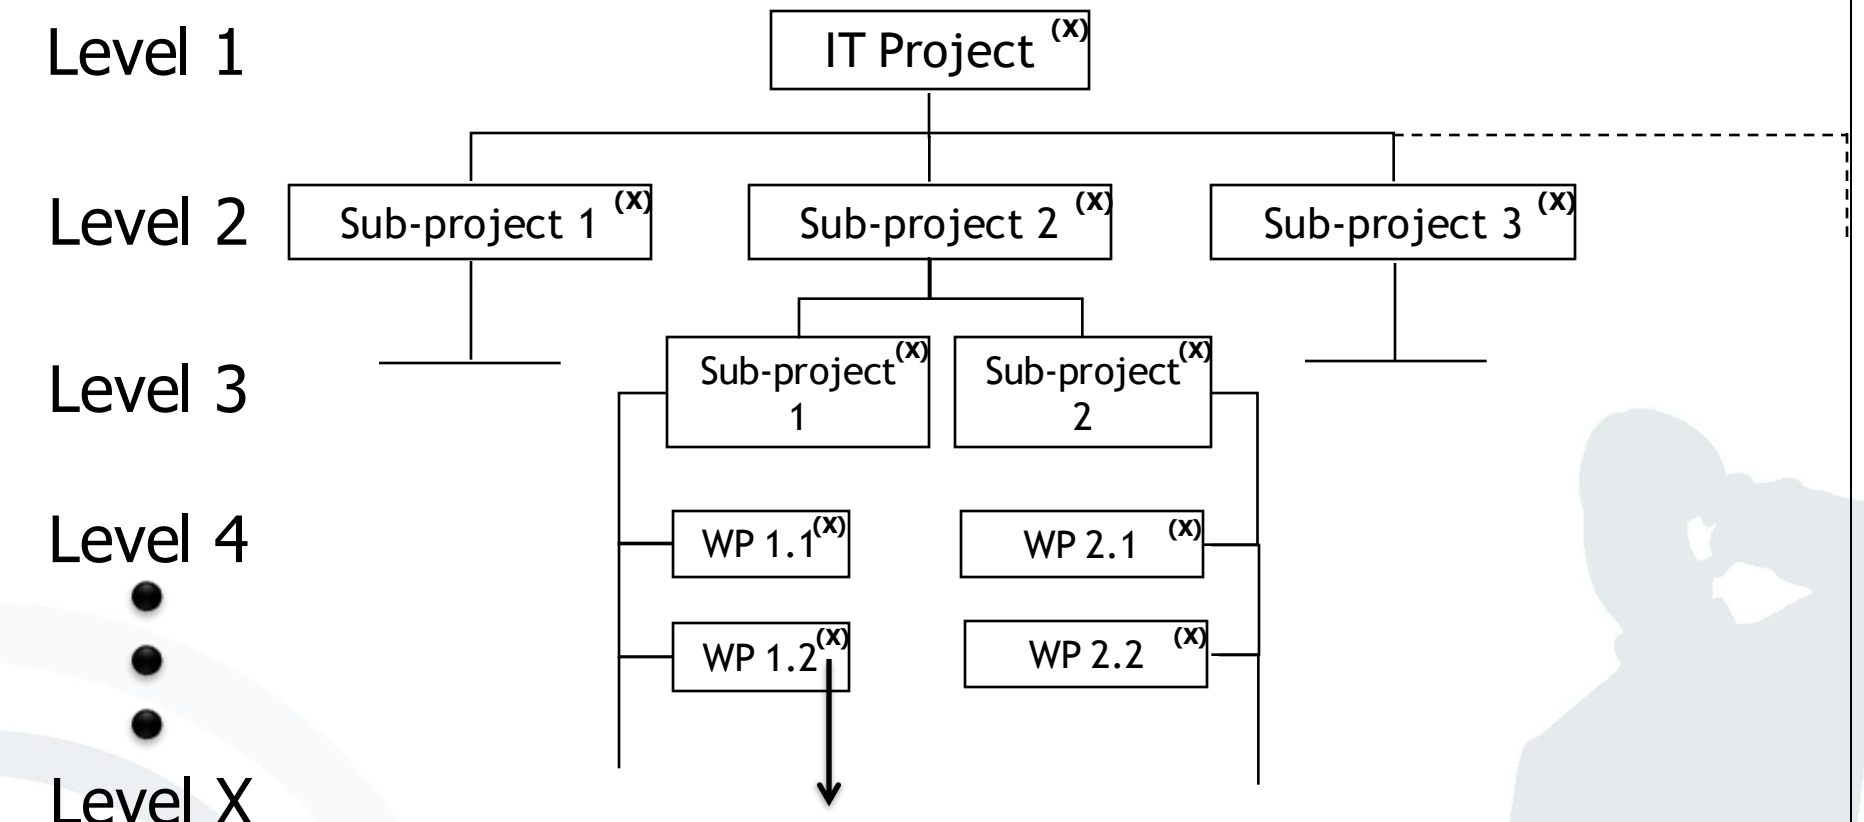 Level 1
IT Project (X)
Level 2
Sub-project 1 (X)
Sub-project 2 (X)
Sub-project 3 (X)
Level 3
Sub-project (X)
1
Sub-project (X)
2
Level 4
WP 1.1 (X)
WP 2.1 (X)
WP 1.2 (X)
WP 2.2 (X)
Level X